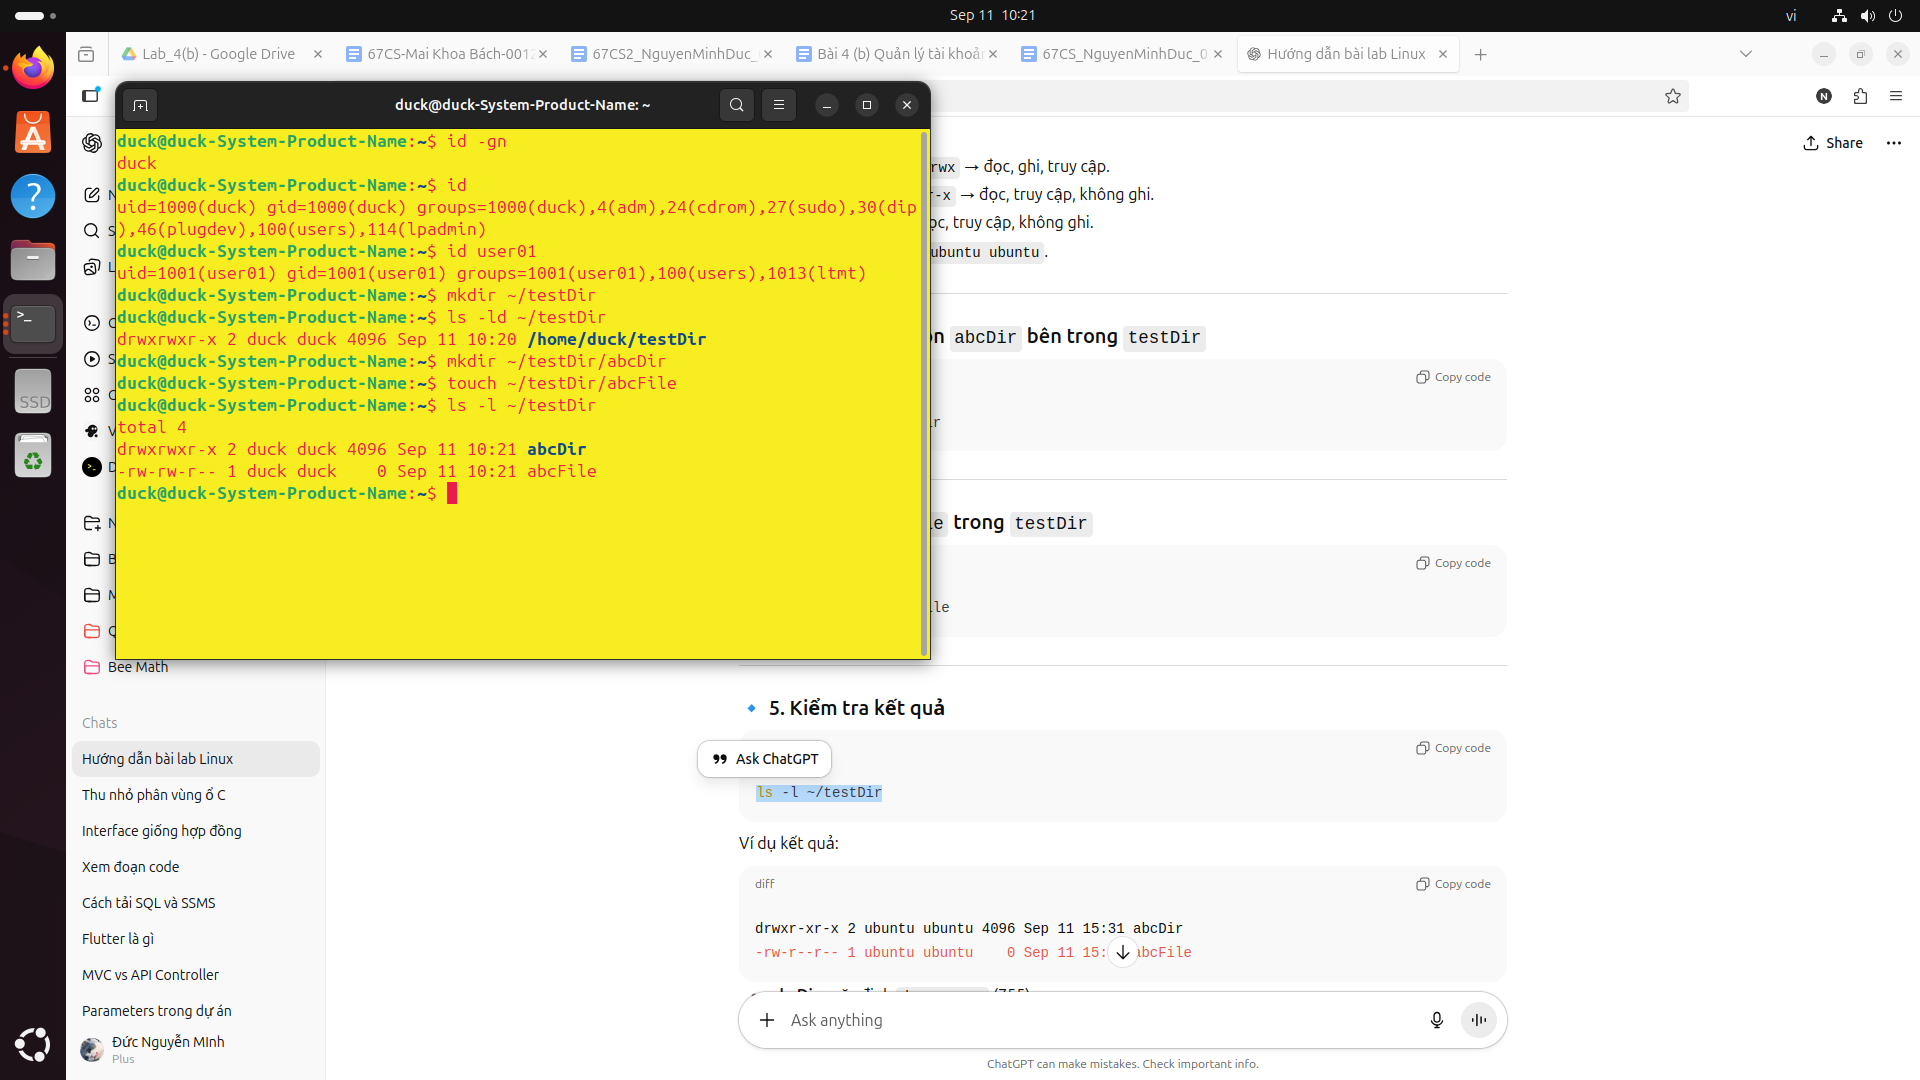 Sep 11 10:21
vi
Lab_4(b) - Google Drive
67CS-Mai Khoa Bách-001
67CS2_NguyenMinhDuc_
Bài 4 (b) Quản lý tài khoả
67CS_NguyenMinhDuc_0
Hướng dẫn bài lab Linux
duck@duck-System-Product-Name: ~
duck@duck-System-Product-Name:~$ id -gn
duck
duck@duck-System-Product-Name:~$ id
uid=1000(duck) gid=1000(duck) groups=1000(duck),4(adm),24(cdrom),27(sudo),30(dip
),46(plugdev),100(users),114(lpadmin)
duck@duck-System-Product-Name:~$ id user01
uid=1001(user01) gid=1001(user01) groups=1001(user01),100(users),1013(ltmt)
duck@duck-System-Product-Name:~$ mkdir ~/testDir
duck@duck-System-Product-Name:~$ ls -ld ~/testDir
drwxrwxr-x 2 duck duck 4096 Sep 11 10:20 /home/duck/testDir
duck@duck-System-Product-Name:~$ mkdir ~/testDir/abcDir
duck@duck-System-Product-Name:~$ touch ~/testDir/abcFile
duck@duck-System-Product-Name:~$ ls -l ~/testDir
total 4
drwxrwxr-x 2 duck duck 4096 Sep 11 10:21 abcDir
-rw-rw-r-- 1 duck duck    0 Sep 11 10:21 abcFile
duck@duck-System-Product-Name:~$
SSD
Bee Math
Chats
Hướng dẫn bài lab Linux
Thu nhỏ phân vùng ổ C
Interface giống hợp đồng
Xem đoạn code
Cách tải SQL và SSMS
Flutter là gì
MVC vs API Controller
Parameters trong dự án
Đức Nguyễn MInh
Plus
Share
rwx → đọc, ghi, truy cập.
r-x → đọc, truy cập, không ghi.
ọc, truy cập, không ghi.
ubuntu ubuntu.
on abcDir bên trong testDir
Copy code
ir
le trong testDir
Copy code
ile
5. Kiểm tra kết quả
Copy code
Ask ChatGPT
ls -l ~/testDir
Ví dụ kết quả:
diff
Copy code
drwxr-xr-x 2 ubuntu ubuntu 4096 Sep 11 15:31 abcDir
-rw-r--r-- 1 ubuntu ubuntu    0 Sep 11 15: abcFile
Ask anything
ChatGPT can make mistakes. Check important info.
N